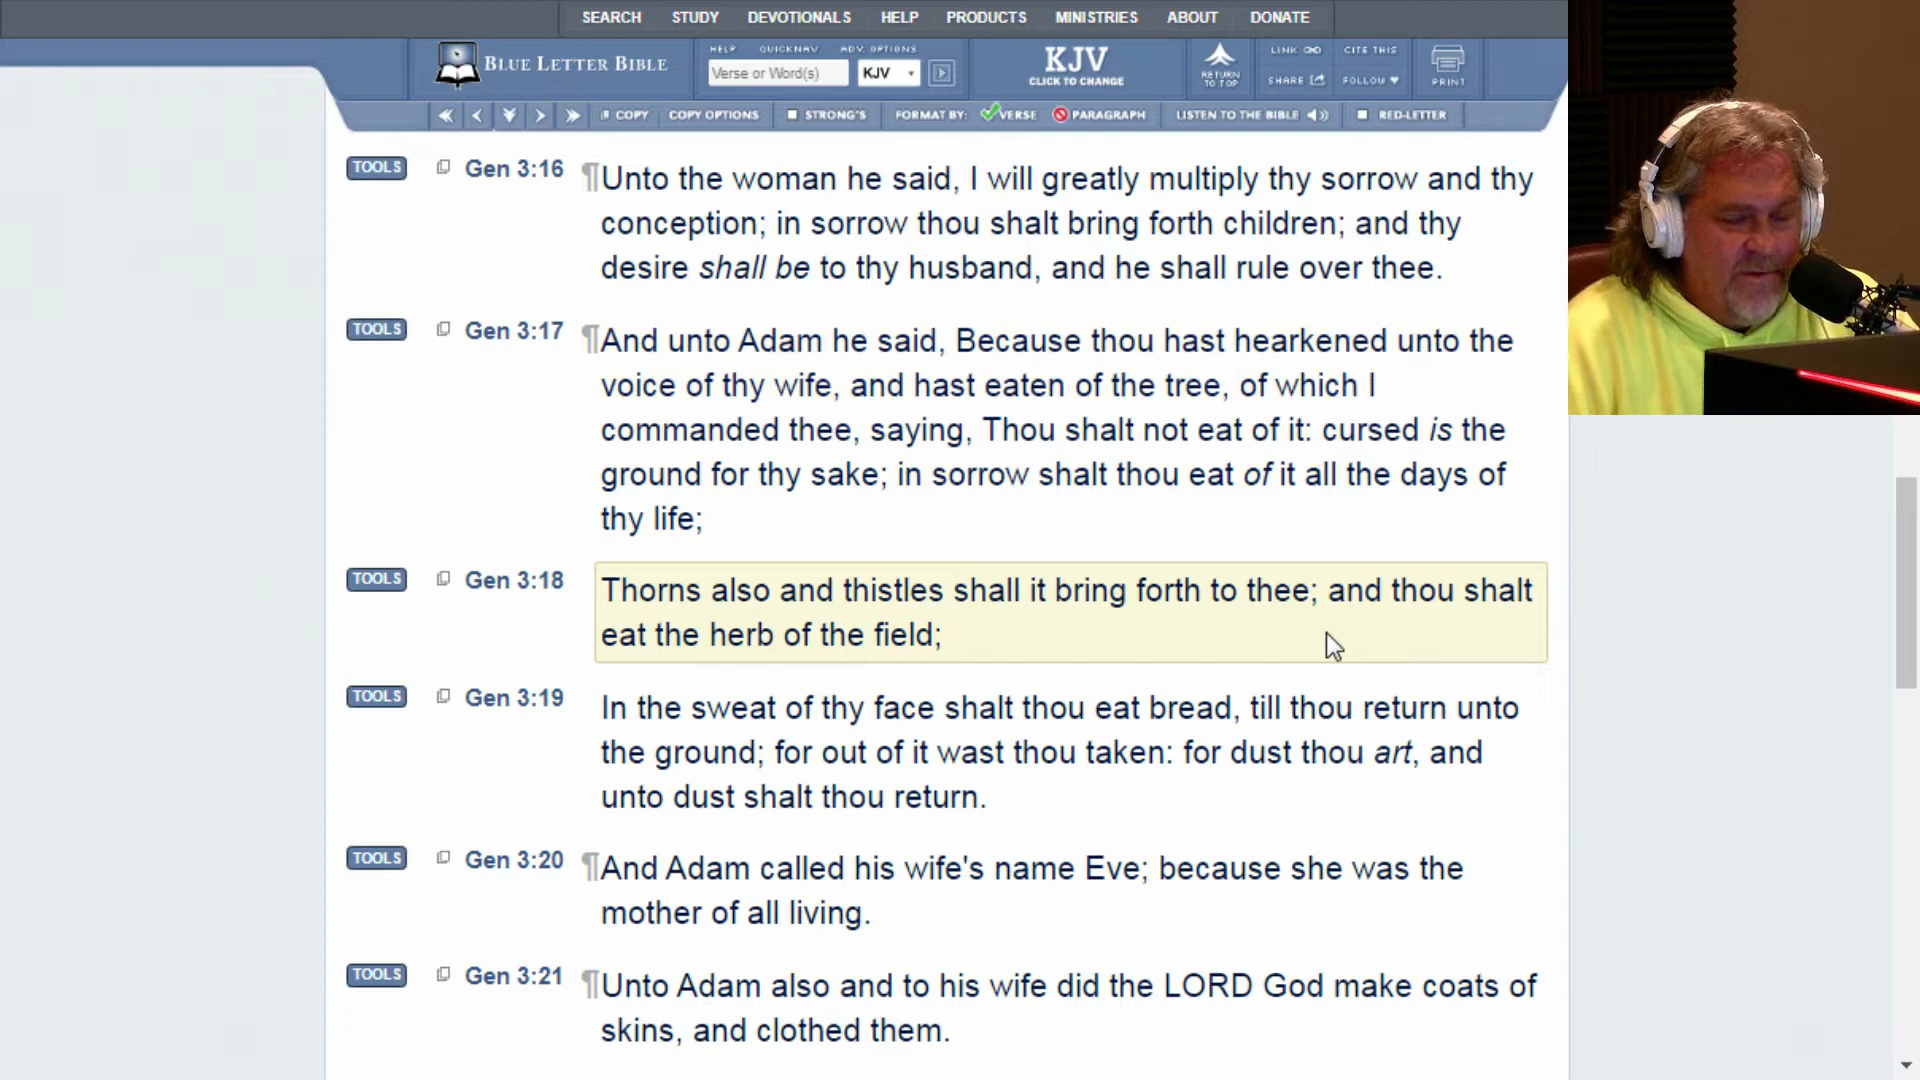 SEARCH STUDY DEVOTIONALS HELP PRODUCTS MINISTRIES ABOUT DONATE
BLUE LETTER BIBLE
HELP QUICKNAV ADV. OPTIONS
Verse or Word(s) KJV
KJV
CLICK TO CHANGE
RETURN
TO TOP
LINK CITE THIS
SHARE FOLLOW
PRINT
COPY COPY OPTIONS STRONG'S FORMAT BY: VERSE PARAGRAPH LISTEN TO THE BIBLE RED-LETTER
TOOLS Gen 3:16 ¶Unto the woman he said, I will greatly multiply thy sorrow and thy
conception; in sorrow thou shalt bring forth children; and thy
desire shall be to thy husband, and he shall rule over thee.
TOOLS Gen 3:17 ¶And unto Adam he said, Because thou hast hearkened unto the
voice of thy wife, and hast eaten of the tree, of which I
commanded thee, saying, Thou shalt not eat of it: cursed is the
ground for thy sake; in sorrow shalt thou eat of it all the days of
thy life;
TOOLS Gen 3:18 Thorns also and thistles shall it bring forth to thee; and thou shalt
eat the herb of the field;
TOOLS Gen 3:19 In the sweat of thy face shalt thou eat bread, till thou return unto
the ground; for out of it wast thou taken: for dust thou art, and
unto dust shalt thou return.
TOOLS Gen 3:20 ¶And Adam called his wife's name Eve; because she was the
mother of all living.
TOOLS Gen 3:21 ¶Unto Adam also and to his wife did the LORD God make coats of
skins, and clothed them.